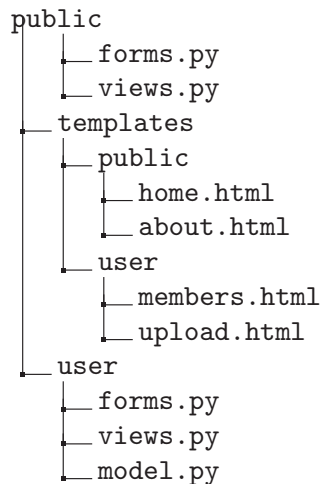 public
forms.py
views.py
templates
public
home.html
about.html
user
members.html
upload.html
user
forms.py
views.py
model.py